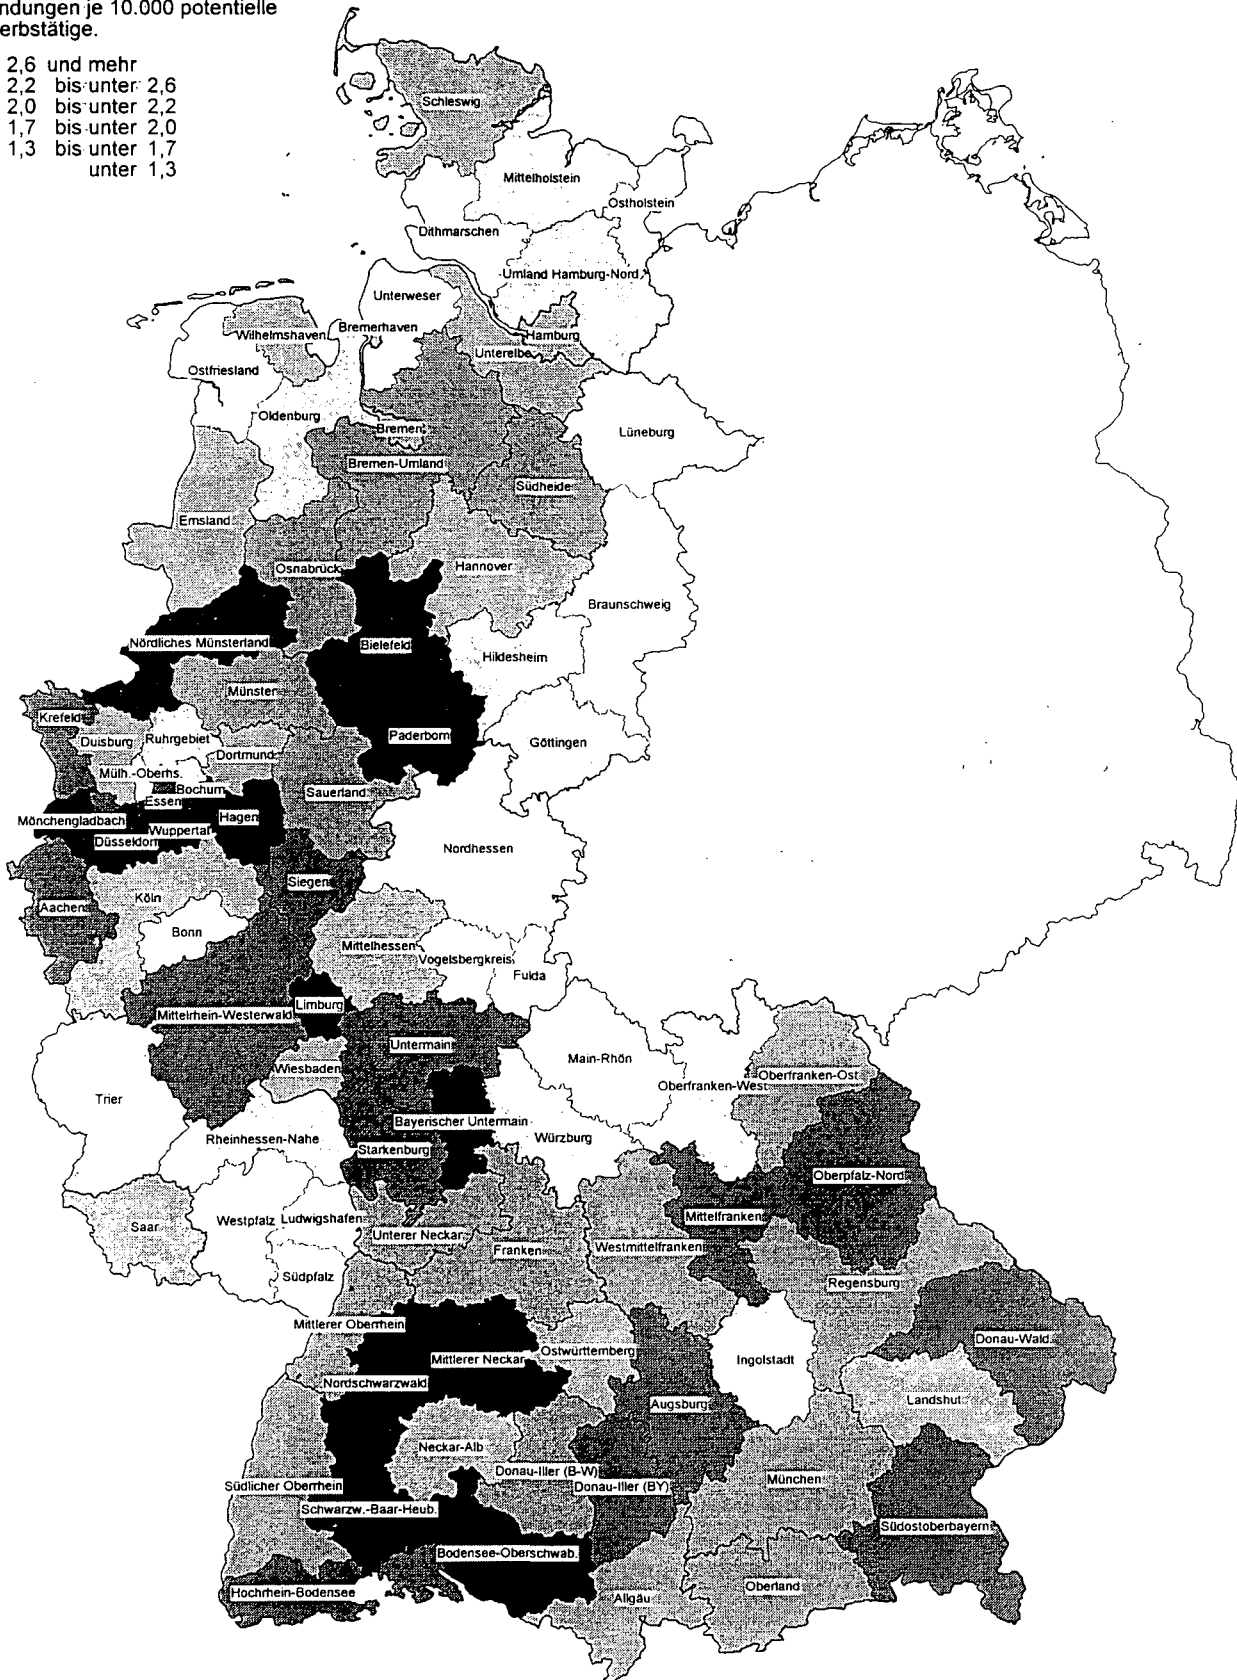 ndungen je 10.000 potentielle
erbstätige.
2,6 und mehr
2,2 bis unter 2,6
2,0 bis unter 2,2
1,7 bis unter 2,0
1,3 bis unter 1,7
unter 1,3
Schleswig
Mittelholstein
Ostholstein
Dithmarschen
Umland Hamburg-Nord
Unterweser
Bremerhaven
Wilhelmshaven
Hamburg
Unterelbe
Ostfriesland
Oldenburg
Bremen
Lüneburg
Bremen-Umland
Südheide
Emsland
Osnabrück
Hannover
Braunschweig
Nördliches Münsterland
Bielefeld
Hildesheim
Münster
Krefeld
Duisburg
Ruhrgebiet
Paderborn
Göttingen
Dortmund
Mülh.-Oberhs.
Bochum
Essen
Sauerland
Mönchengladbach
Hagen
Wuppertal
Düsseldorf
Nordhessen
Siegen
Köln
Aachen
Bonn
Mittelhessen
Vogelsbergkreis
Fulda
Limburg
Mittelrhein-Westerwald
Untermain
Main-Rhön
Wiesbaden
Oberfranken-Ost
Oberfranken-West
Trier
Bayerischer Untermain
Rheinhessen-Nahe
Würzburg
Starkenburg
Oberpfalz-Nord
Mittelfranken
Saar
Westpfalz
Ludwigshafen
Unterer Neckar
Franken
Westmittelfranken
Südpfalz
Regensburg
Mittlerer Oberrhein
Donau-Wald.
Ostwürttemberg
Mittlerer Neckar
Ingolstadt
Nordschwarzwald
Landshut
Augsburg
Neckar-Alb
Donau-Iller (B-W)
München
Südlicher Oberrhein
Donau-Iller (BY)
Schwarzw.-Baar-Heub.
Südostoberbayern
Bodensee-Oberschwab.
Hochrhein-Bodensee
Oberland
Allgäu